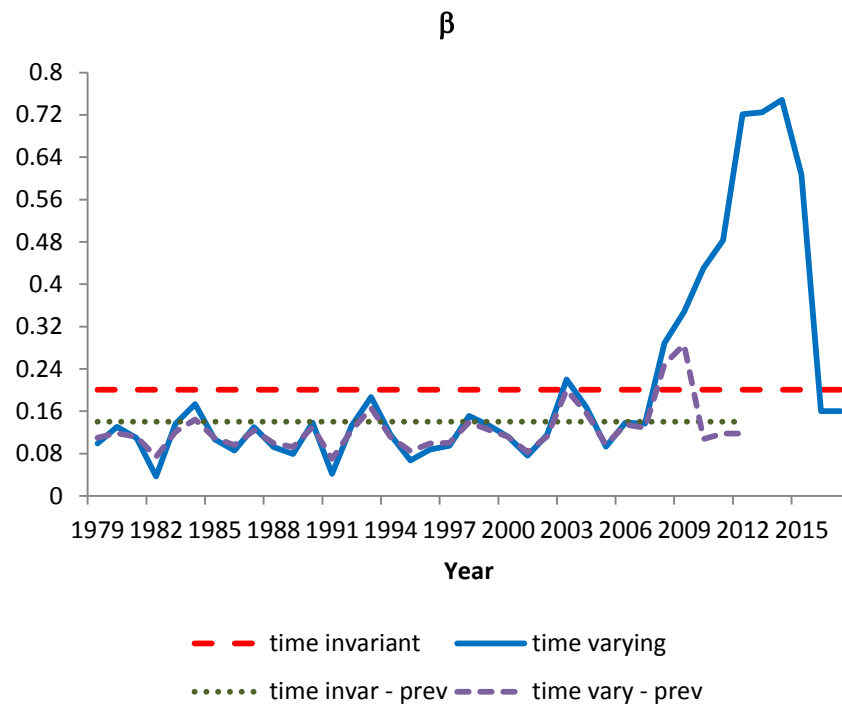 β
0.8
0.72
0.64
0.56
0.48
0.4
0.32
0.24
0.16
0.08
0
1979 1982 1985 1988 1991 1994 1997 2000 2003 2006 2009 2012 2015
Year
time invariant time varying
time invar - prev time vary - prev